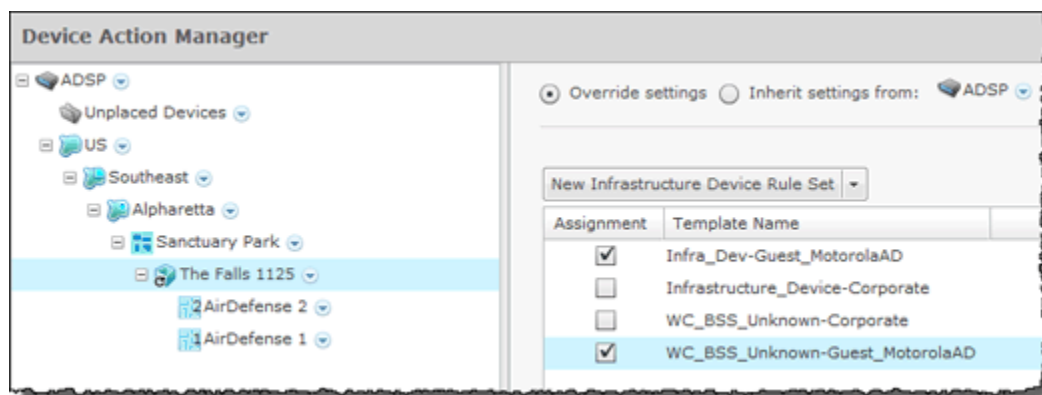 Device Action Manager
ADSP
Unplaced Devices
US
Southeast
Alpharetta
Sanctuary Park
The Falls 1125
2 AirDefense 2
1 AirDefense 1
Override settings Inherit settings from: ADSP
New Infrastructure Device Rule Set
Assignment Template Name
Infra_Dev-Guest_MotorolaAD
Infrastructure_Device-Corporate
WC_BSS_Unknown-Corporate
WC_BSS_Unknown-Guest_MotorolaAD